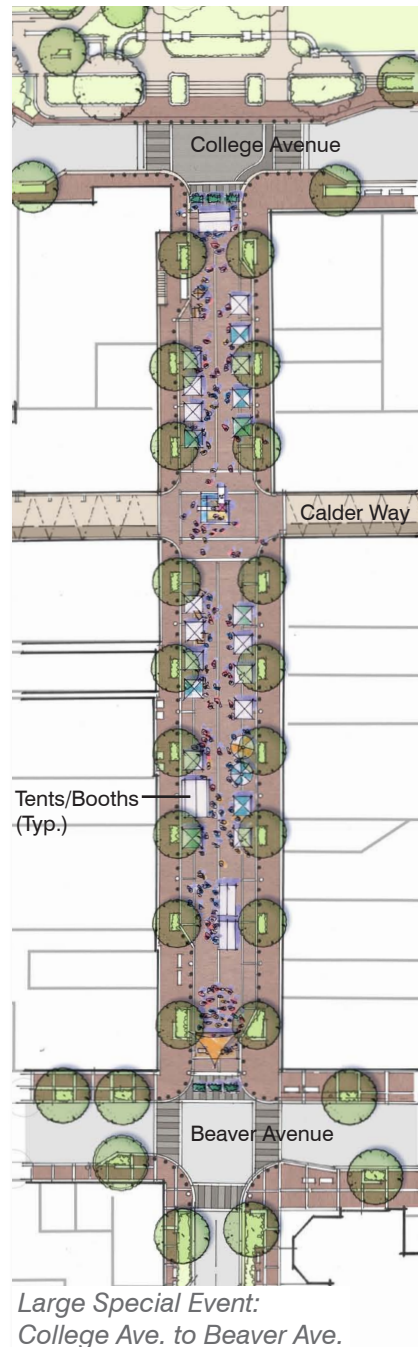 College Avenue
Calder Way
Tents/Booths
(Typ.)
Beaver Avenue
Large Special Event:
College Ave. to Beaver Ave.